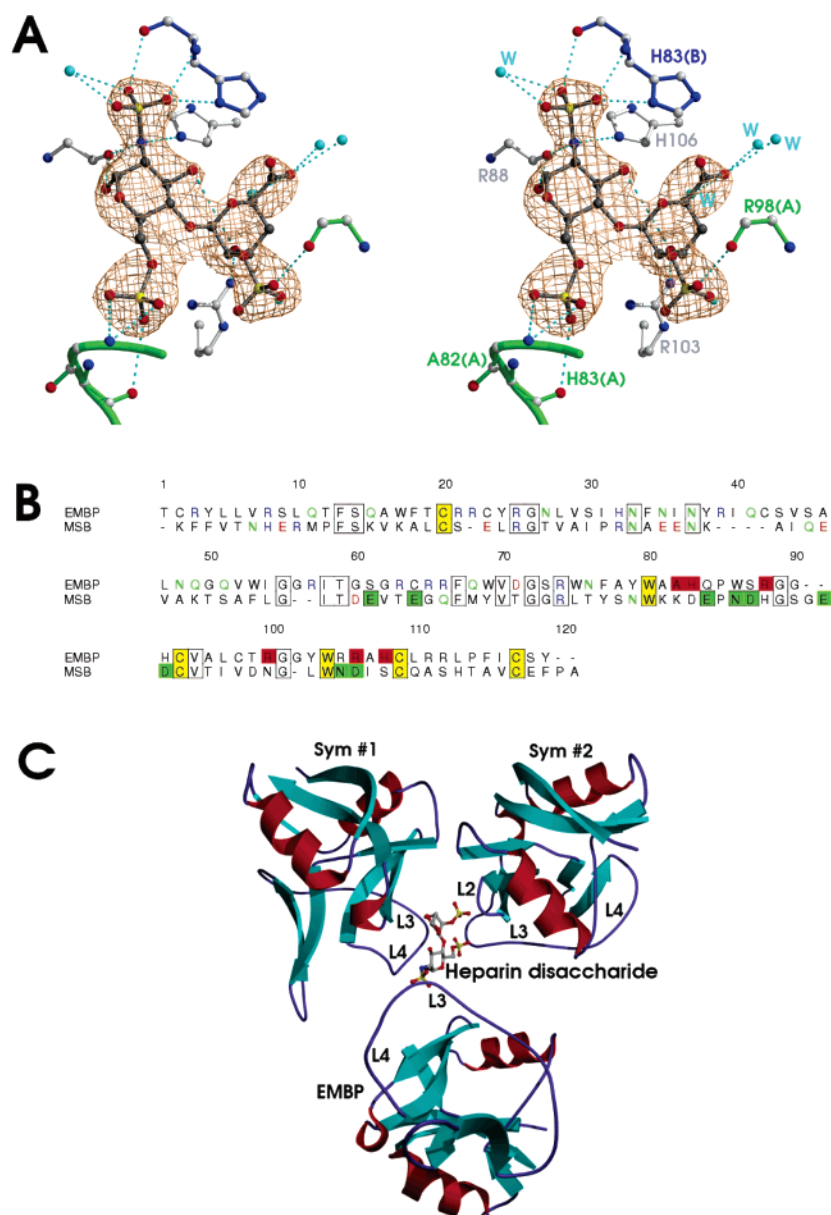 A
H83(B)
W
H106
R88
W
W
W
R98(A)
R103
A82(A)
H83(A)
B
1 10 20 30 40
EMBP T C R Y L L V R S L Q T F S Q A W F T C R R C Y R G N L V S I H N F N I N Y R I Q C S V S A
MSB - K F F V T N H E R M P F S K V K A L C S - E L R G T V A I P R N A E E N K - - - - A I Q E
50 60 70 80 90
EMBP L N Q G Q V W I G G R I T G S G R C R R F Q W V D G S R W N F A Y W A A H Q P W S R G G - -
MSB V A K T S A F L G - I T D E V T E G Q F M Y V T G G R L T Y S N W K K D E P N D H G S G E
100 110 120
EMBP H C V A L C T R G G Y W R R A H C L R R L P F I C S Y - -
MSB D C V T I V D N G - L W N D I S C Q A S H T A V C E F P A
C
Sym #1
Sym #2
L2
L3
L4
L3
L4
Heparin disaccharide
L3
L4
EMBP